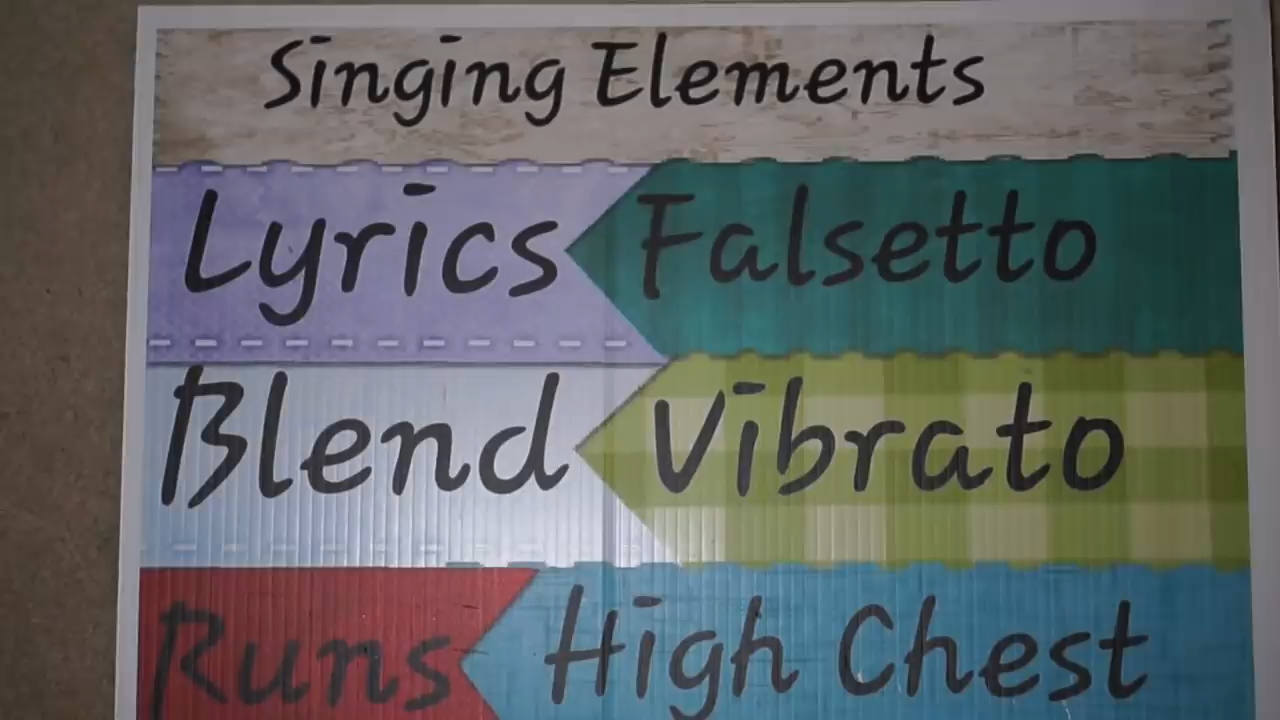 Singing Elements
Lyrics Falsetto
Blend Vibrato
Runs High Chest